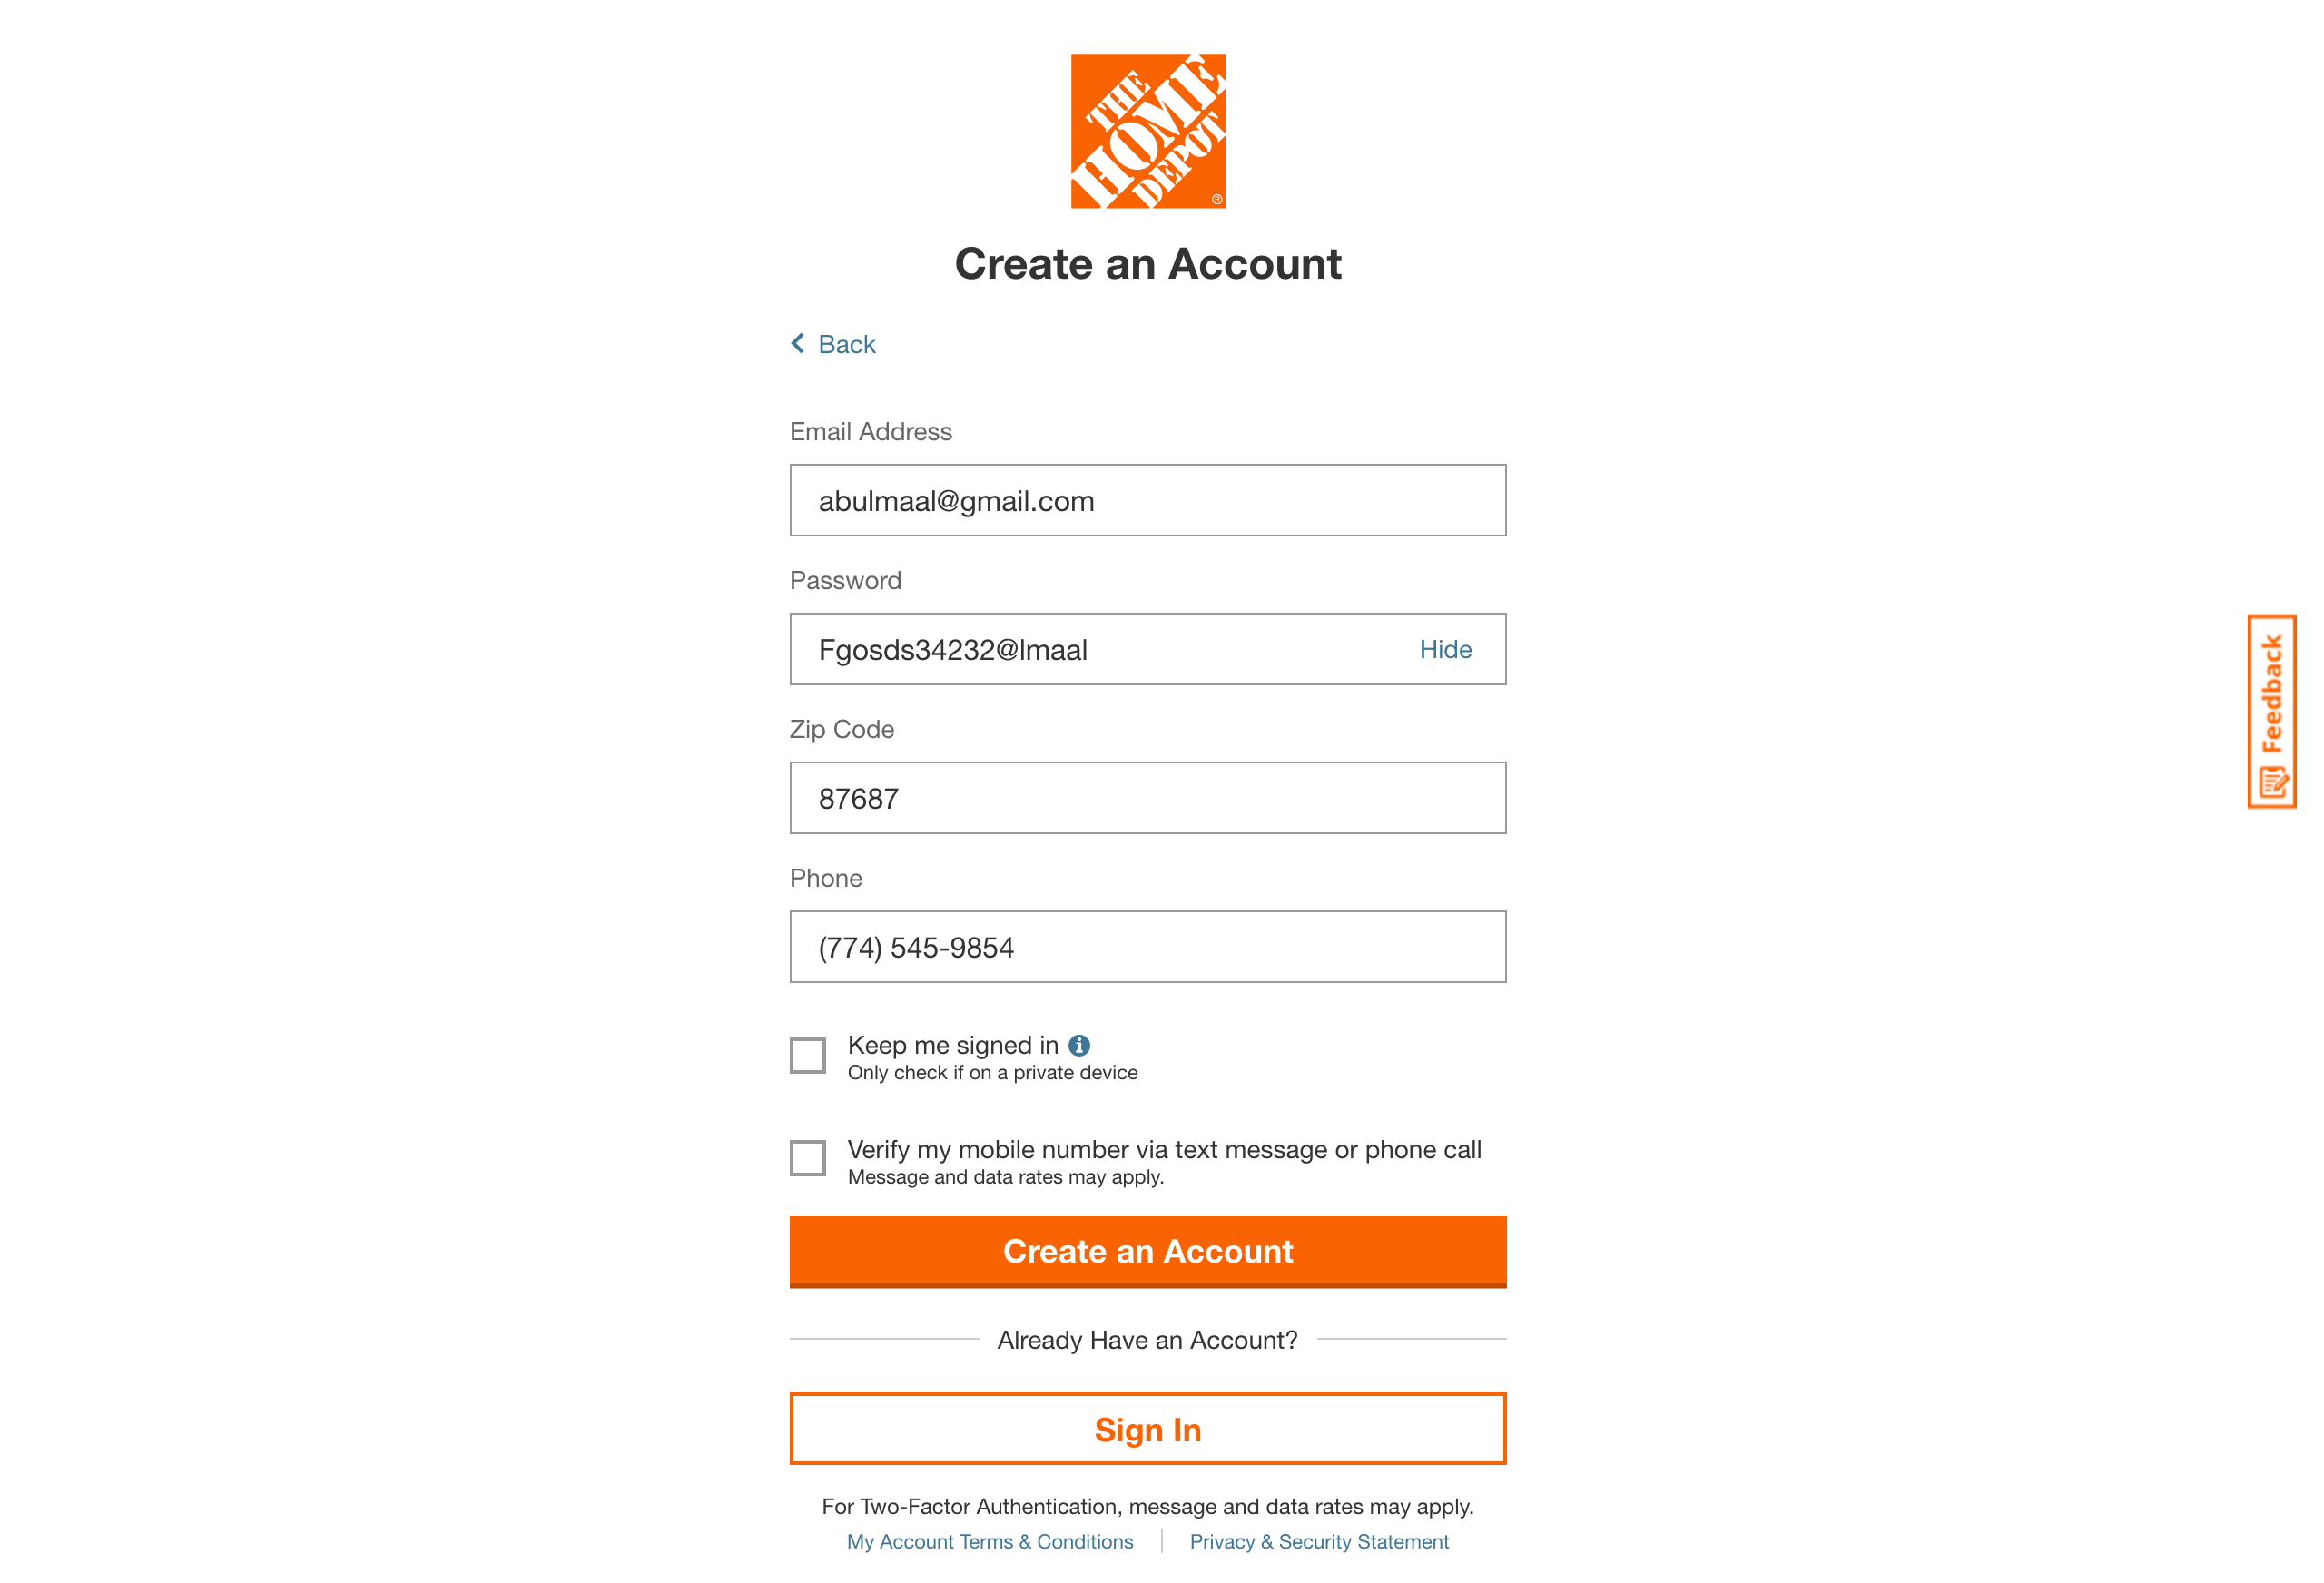 THE
HOME
DEPOT
®
Create an Account
Back
Email Address
abulmaal@gmail.com
Password
Fgosds34232@lmaal
Hide
Zip Code
87687
Phone
(774) 545-9854
Keep me signed in
Only check if on a private device
Verify my mobile number via text message or phone call
Message and data rates may apply.
Create an Account
Already Have an Account?
Sign In
For Two-Factor Authentication, message and data rates may apply.
My Account Terms & Conditions
Privacy & Security Statement
Feedback